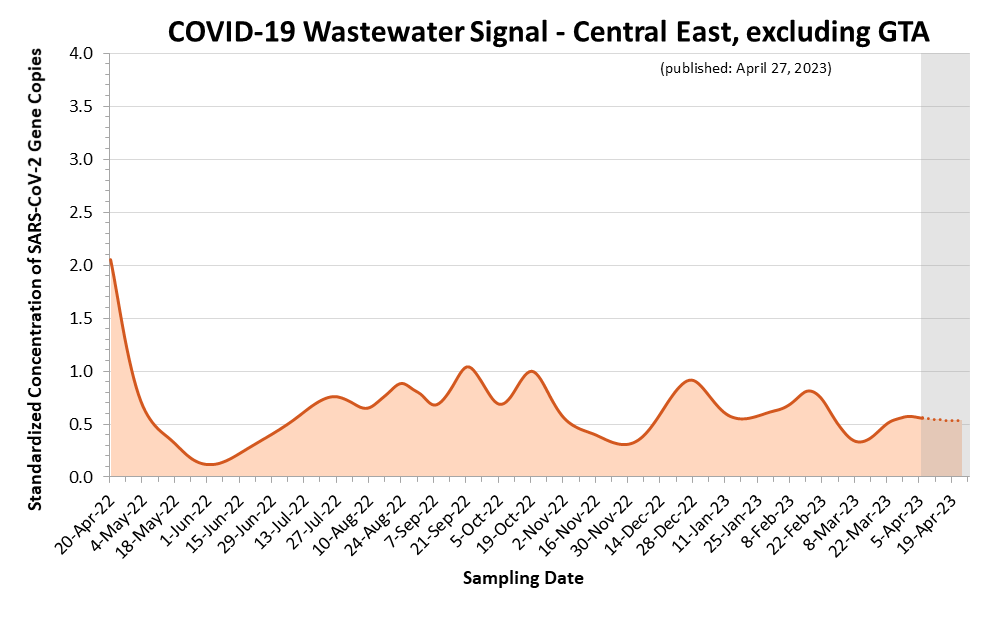 COVID-19 Wastewater Signal - Central East, excluding GTA
(published: April 27, 2023)
Standardized Concentration of SARS-CoV-2 Gene Copies
4.0
3.5
3.0
2.5
2.0
1.5
1.0
0.5
0.0
20-Apr-22
4-May-22
18-May-22
1-Jun-22
15-Jun-22
29-Jun-22
13-Jul-22
27-Jul-22
10-Aug-22
24-Aug-22
7-Sep-22
21-Sep-22
5-Oct-22
19-Oct-22
2-Nov-22
16-Nov-22
30-Nov-22
14-Dec-22
28-Dec-22
11-Jan-23
25-Jan-23
8-Feb-23
22-Feb-23
8-Mar-23
22-Mar-23
5-Apr-23
19-Apr-23
Sampling Date